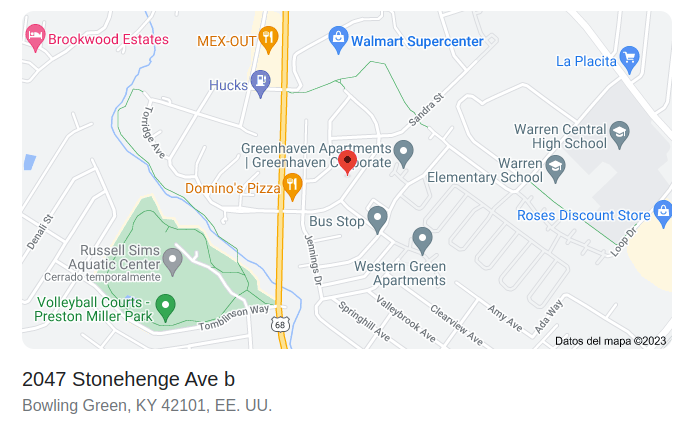 Brookwood Estates
MEX-OUT
Walmart Supercenter
La Placita
Hucks
Sandra St
Torridge Ave
Greenhaven Apartments
| Greenhaven Corporate
Warren Central
High School
Warren
Elementary School
Domino's Pizza
Bus Stop
Roses Discount Store
Denali St
Jennings Dr
Loop Dr
Russell Sims
Aquatic Center
Cerrado temporalmente
Western Green
Apartments
Volleyball Courts -
Preston Miller Park
Tomblinson Way
68
Springhill Ave
Valleybrook Ave
Clearview Ave
Amy Ave
Ada Way
Datos del mapa ©2023
2047 Stonehenge Ave b
Bowling Green, KY 42101, EE. UU.